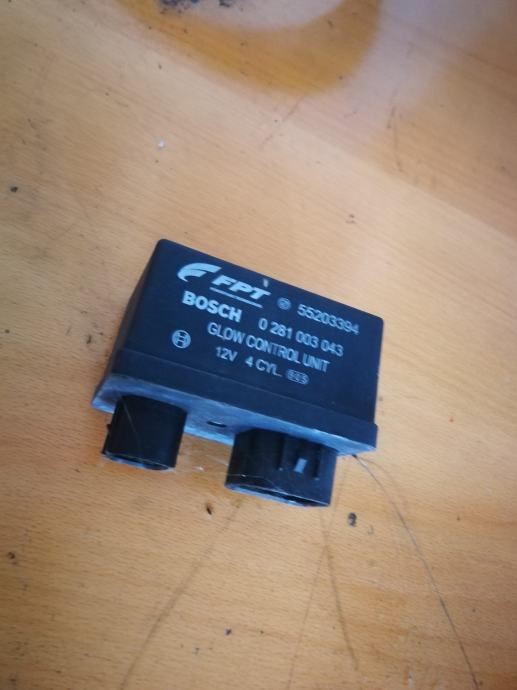 FPT 55203394
BOSCH 0 281 003 043
GLOW CONTROL UNIT
12V 4 CYL.